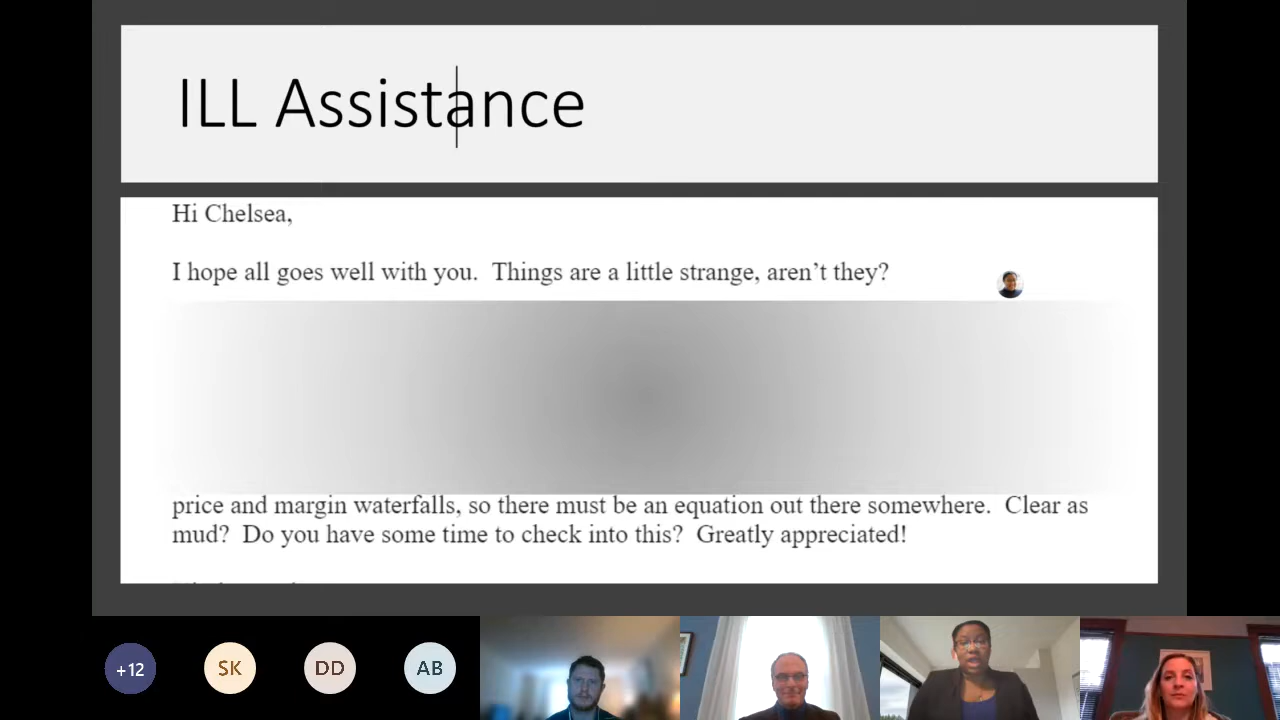 ILL Assistance
Hi Chelsea,
I hope all goes well with you.  Things are a little strange, aren’t they?
price and margin waterfalls, so there must be an equation out there somewhere.  Clear as
mud?  Do you have some time to check into this?  Greatly appreciated!
+12
SK
DD
AB